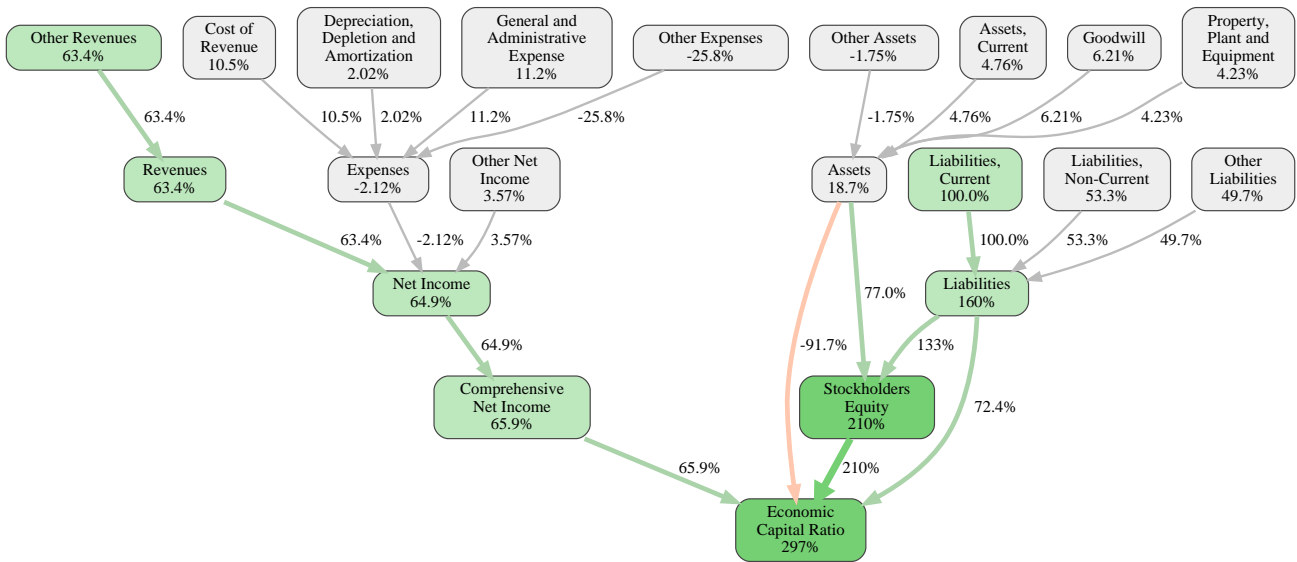 Other Revenues
63.4%
Cost of
Revenue
10.5%
Depreciation,
Depletion and
Amortization
2.02%
General and
Administrative
Expense
11.2%
Other Expenses
-25.8%
Other Assets
-1.75%
Assets,
Current
4.76%
Goodwill
6.21%
Property,
Plant and
Equipment
4.23%
63.4%
10.5%
2.02%
11.2%
-25.8%
-1.75%
4.76%
6.21%
4.23%
Revenues
63.4%
Expenses
-2.12%
Other Net
Income
3.57%
Assets
18.7%
Liabilities,
Current
100.0%
Liabilities,
Non-Current
53.3%
Other
Liabilities
49.7%
63.4%
-2.12%
3.57%
100.0%
53.3%
49.7%
Net Income
64.9%
77.0%
Liabilities
160%
64.9%
-91.7%
133%
Comprehensive
Net Income
65.9%
Stockholders
Equity
210%
72.4%
65.9%
210%
Economic
Capital Ratio
297%